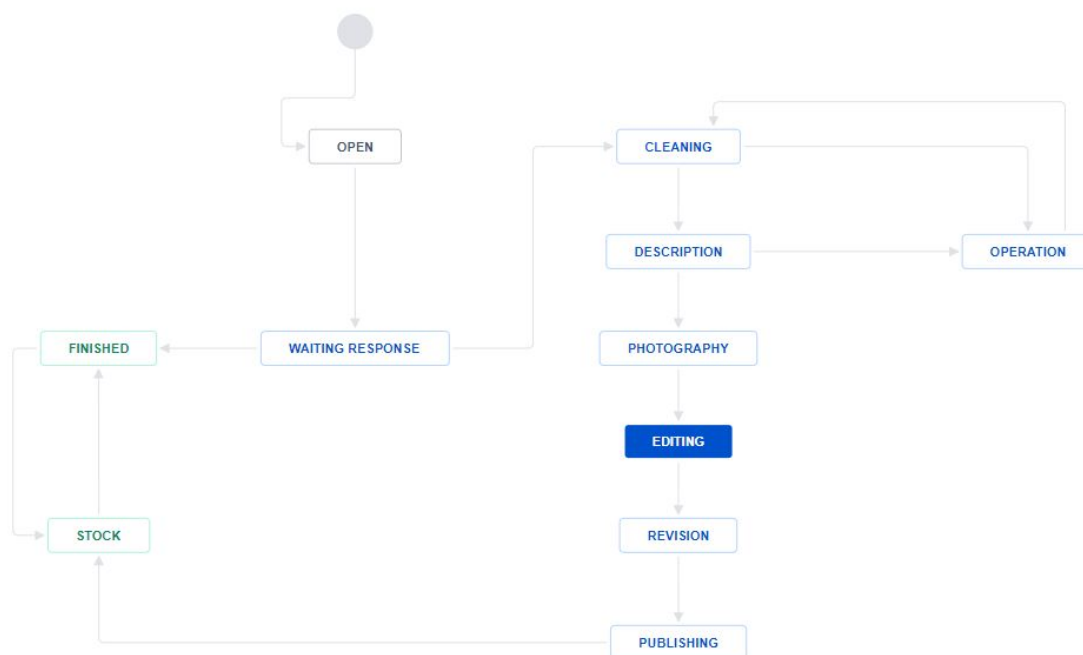 OPEN
CLEANING
DESCRIPTION
OPERATION
FINISHED
WAITING RESPONSE
PHOTOGRAPHY
EDITING
STOCK
REVISION
PUBLISHING